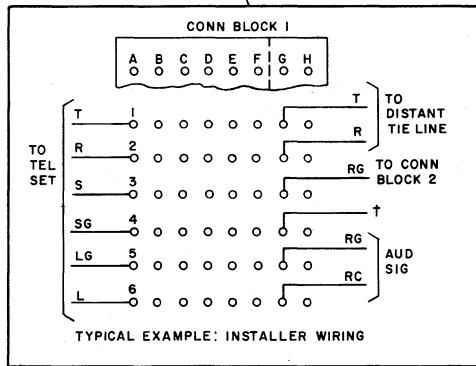 CONN BLOCK 1
A B C D E F G H
TO TEL SET
T 1
R 2
S 3
SG 4
LG 5
L 6
T
R
TO DISTANT TIE LINE
RG
TO CONN BLOCK 2
†
RG
RC
AUD SIG
TYPICAL EXAMPLE: INSTALLER WIRING